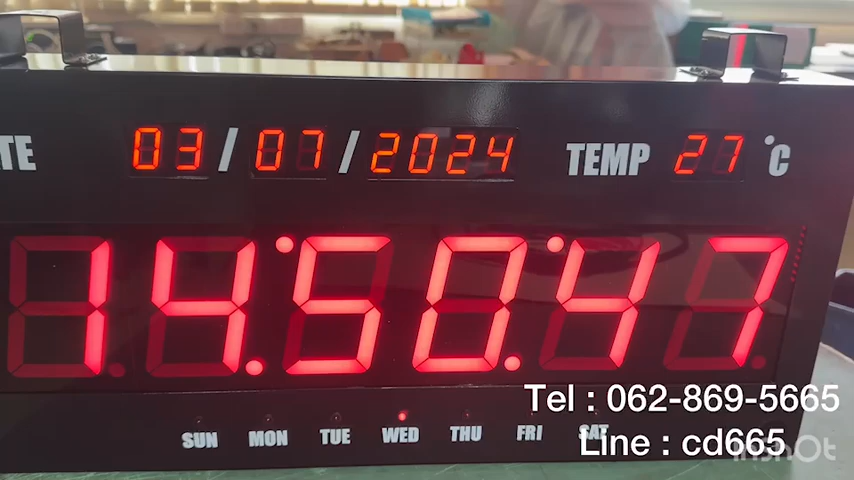 TE 03/07/2024 TEMP 27 °C
14:50:47
SUN MON TUE WED THU FRI SAT
Tel : 062-869-5665
Line : cd665
InShOt